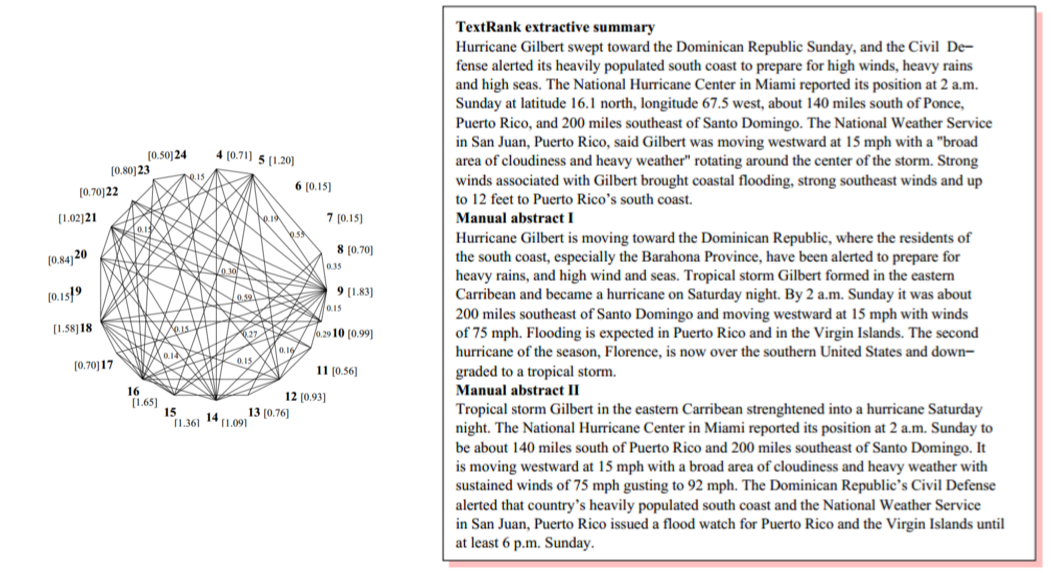 [0.50]24
4 [0.71]
5 [1.20]
[0.80]23
6 [0.15]
[0.70]22
7 [0.15]
[1.02]21
8 [0.70]
[0.84]20
9 [1.83]
[0.15]19
[1.58]18
10 [0.99]
[0.70]17
11 [0.56]
16
[1.65]
12 [0.93]
15
[1.36]
14 [1.09]
13 [0.76]
0.15
0.19
0.55
0.15
0.35
0.30
0.59
0.15
0.15
0.27
0.29
0.16
0.14
0.15
TextRank extractive summary
Hurricane Gilbert swept toward the Dominican Republic Sunday, and the Civil De−
fense alerted its heavily populated south coast to prepare for high winds, heavy rains
and high seas. The National Hurricane Center in Miami reported its position at 2 a.m.
Sunday at latitude 16.1 north, longitude 67.5 west, about 140 miles south of Ponce,
Puerto Rico, and 200 miles southeast of Santo Domingo. The National Weather Service
in San Juan, Puerto Rico, said Gilbert was moving westward at 15 mph with a "broad
area of cloudiness and heavy weather" rotating around the center of the storm. Strong
winds associated with Gilbert brought coastal flooding, strong southeast winds and up
to 12 feet to Puerto Rico's south coast.
Manual abstract I
Hurricane Gilbert is moving toward the Dominican Republic, where the residents of
the south coast, especially the Barahona Province, have been alerted to prepare for
heavy rains, and high wind and seas. Tropical storm Gilbert formed in the eastern
Carribean and became a hurricane on Saturday night. By 2 a.m. Sunday it was about
200 miles southeast of Santo Domingo and moving westward at 15 mph with winds
of 75 mph. Flooding is expected in Puerto Rico and in the Virgin Islands. The second
hurricane of the season, Florence, is now over the southern United States and down−
graded to a tropical storm.
Manual abstract II
Tropical storm Gilbert in the eastern Carribean strenghtened into a hurricane Saturday
night. The National Hurricane Center in Miami reported its position at 2 a.m. Sunday to
be about 140 miles south of Puerto Rico and 200 miles southeast of Santo Domingo. It
is moving westward at 15 mph with a broad area of cloudiness and heavy weather with
sustained winds of 75 mph gusting to 92 mph. The Dominican Republic's Civil Defense
alerted that country's heavily populated south coast and the National Weather Service
in San Juan, Puerto Rico issued a flood watch for Puerto Rico and the Virgin Islands until
at least 6 p.m. Sunday.